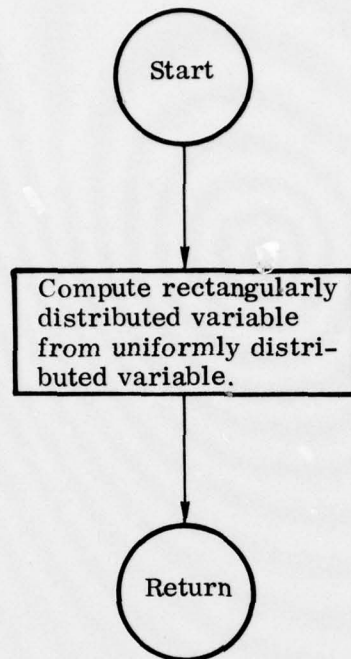 Start
Compute rectangularly
distributed variable
from uniformly distri-
buted variable.
Return